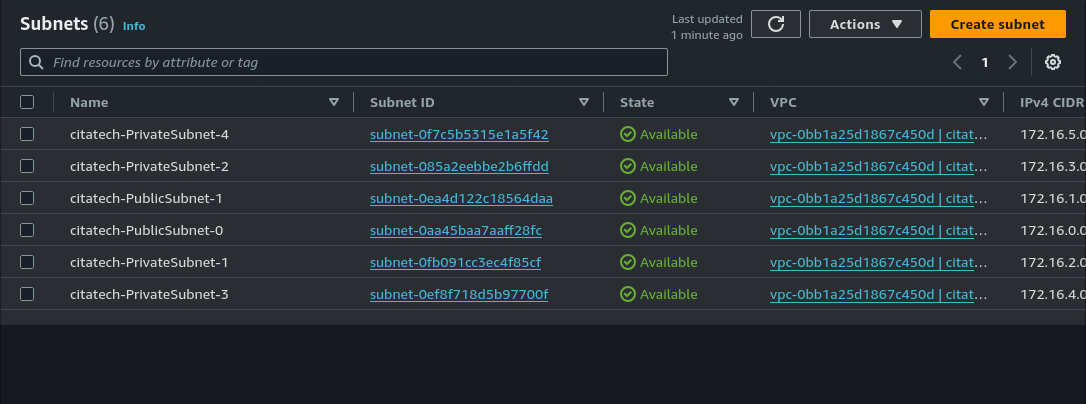 Subnets (6) Info
Last updated
1 minute ago
Actions
Create subnet
Find resources by attribute or tag
1
Name Subnet ID State VPC IPv4 CIDR
citatech-PrivateSubnet-4 subnet-0f7c5b5315e1a5f42 Available vpc-0bb1a25d1867c450d | citat… 172.16.5.0
citatech-PrivateSubnet-2 subnet-085a2eebbe2b6ffdd Available vpc-0bb1a25d1867c450d | citat… 172.16.3.0
citatech-PublicSubnet-1 subnet-0ea4d122c18564daa Available vpc-0bb1a25d1867c450d | citat… 172.16.1.0
citatech-PublicSubnet-0 subnet-0aa45baa7aaff28fc Available vpc-0bb1a25d1867c450d | citat… 172.16.0.0
citatech-PrivateSubnet-1 subnet-0fb091cc3ec4f85cf Available vpc-0bb1a25d1867c450d | citat… 172.16.2.0
citatech-PrivateSubnet-3 subnet-0ef8f718d5b97700f Available vpc-0bb1a25d1867c450d | citat… 172.16.4.0